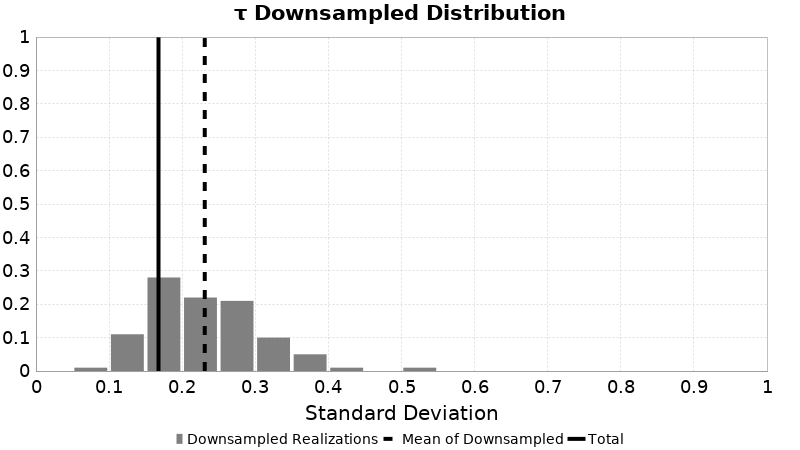 τ Downsampled Distribution
1
0.9
0.8
0.7
0.6
0.5
0.4
0.3
0.2
0.1
0
0 0.1 0.2 0.3 0.4 0.5 0.6 0.7 0.8 0.9 1
Standard Deviation
Downsampled Realizations Mean of Downsampled Total